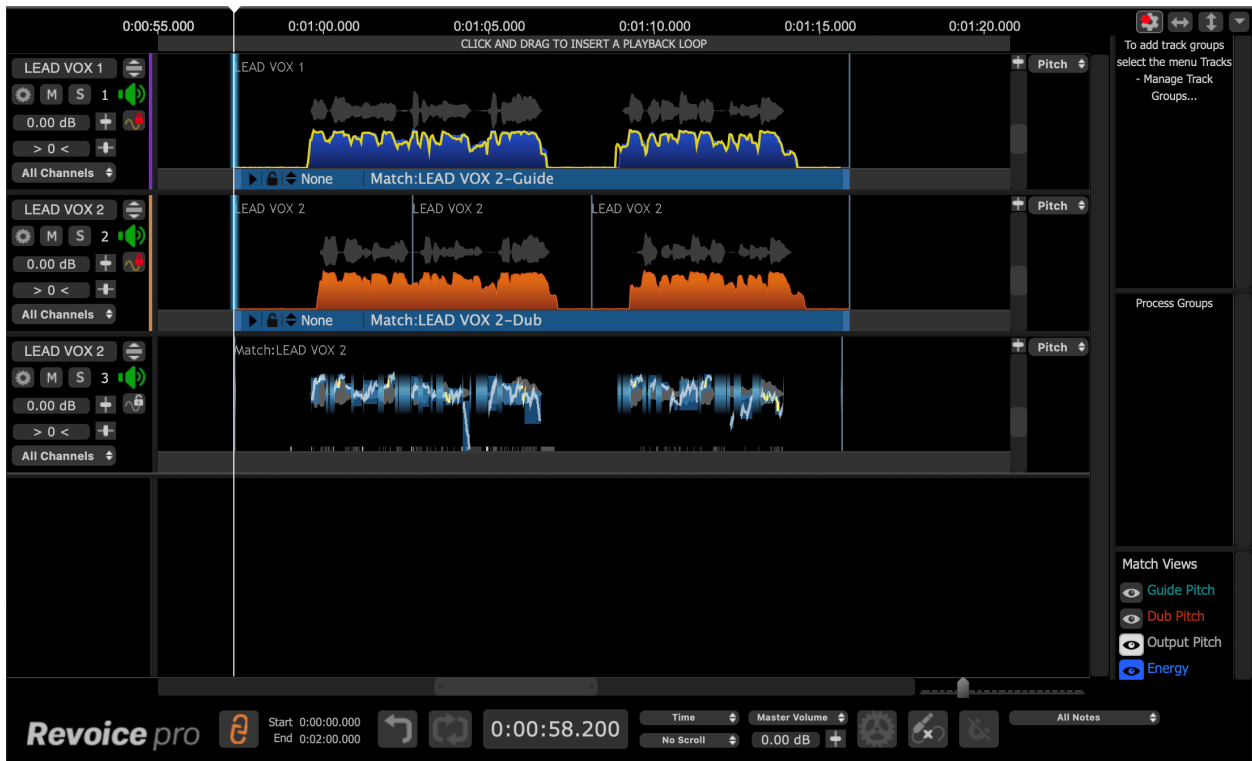 0:00:55.000 0:01:00.000 0:01:05.000 0:01:10.000 0:01:15.000 0:01:20.000
CLICK AND DRAG TO INSERT A PLAYBACK LOOP
To add track groups
select the menu Tracks
- Manage Track
Groups...
LEAD VOX 1
M S 1
0.00 dB
> 0 <
All Channels
LEAD VOX 1
Pitch
None Match:LEAD VOX 2-Guide
LEAD VOX 2
M S 2
0.00 dB
> 0 <
All Channels
LEAD VOX 2 LEAD VOX 2 LEAD VOX 2
Pitch
None Match:LEAD VOX 2-Dub
Process Groups
LEAD VOX 2
M S 3
0.00 dB
> 0 <
All Channels
Match:LEAD VOX 2
Pitch
Match Views
Guide Pitch
Dub Pitch
Output Pitch
Energy
Revoice pro
Start 0:00:00.000
End 0:02:00.000
0:00:58.200
Time
No Scroll
Master Volume
0.00 dB
All Notes